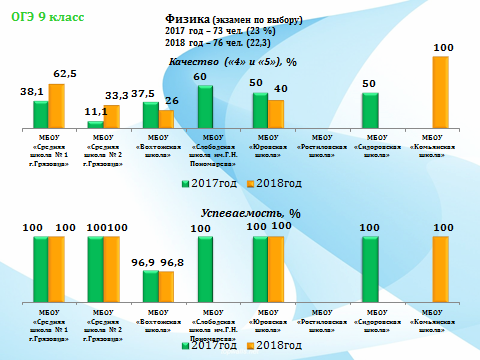 ОГЭ 9 класс
Физика (экзамен по выбору)
2017 год – 73 чел. (23 %)
2018 год – 76 чел. (22,3)
Качество («4» и «5»), %
38,1 62,5 11,1 33,3 37,5 26 60 50 40 50 100
МБОУ МБОУ МБОУ МБОУ МБОУ МБОУ МБОУ МБОУ
«Средняя «Средняя «Вохтожская «Слободская «Юровская «Ростиловская «Сидоровская «Комьянская
школа № 1 школа № 2 школа» школа им.Г.Н. школа» школа» школа» школа»
г.Грязовца» г.Грязовца» Пономарева»
2017год 2018год
Успеваемость, %
100 100 100 100 96,9 96,8 100 100 100 100 100
МБОУ МБОУ МБОУ МБОУ МБОУ МБОУ МБОУ МБОУ
«Средняя «Средняя «Вохтожская «Слободская «Юровская «Ростиловская «Сидоровская «Комьянская
школа № 1 школа № 2 школа» школа им.Г.Н. школа» школа» школа» школа»
г.Грязовца» г.Грязовца» Пономарева»
2017год 2018год